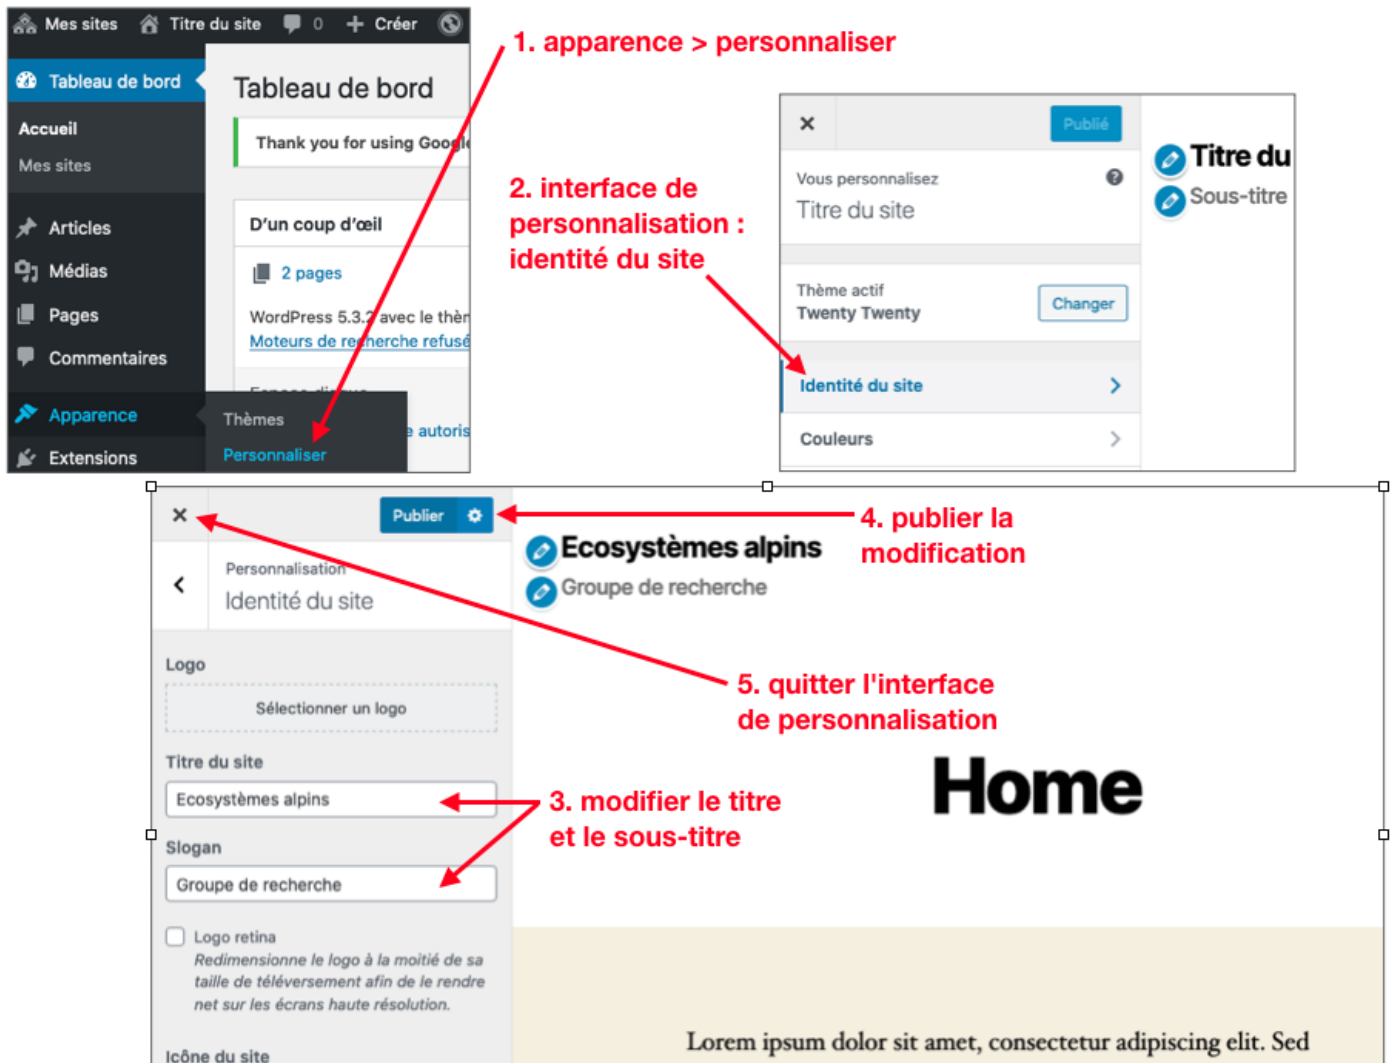 Mes sites Titre du site 0 + Créer
1. apparence > personnaliser
Tableau de bord
Accueil
Mes sites
Articles
Médias
Pages
Commentaires
Apparence
Extensions
Tableau de bord
Thank you for using Google
D'un coup d'œil
2 pages
WordPress 5.3.2 avec le thèm
Moteurs de recherche refusé
Espace disque
e autoris
Thèmes
Personnaliser
2. interface de
personnalisation :
identité du site
Publié
Vous personnalisez
Titre du site
Thème actif
Twenty Twenty
Changer
Identité du site
Couleurs
Titre du
Sous-titre
Publier
Personnalisation
Identité du site
Logo
Sélectionner un logo
Titre du site
Ecosystèmes alpins
Slogan
Groupe de recherche
Logo retina
Redimensionne le logo à la moitié de sa
taille de téléversement afin de le rendre
net sur les écrans haute résolution.
Icône du site
Ecosystèmes alpins
Groupe de recherche
4. publier la
modification
5. quitter l'interface
de personnalisation
3. modifier le titre
et le sous-titre
Home
Lorem ipsum dolor sit amet, consectetur adipiscing elit. Sed